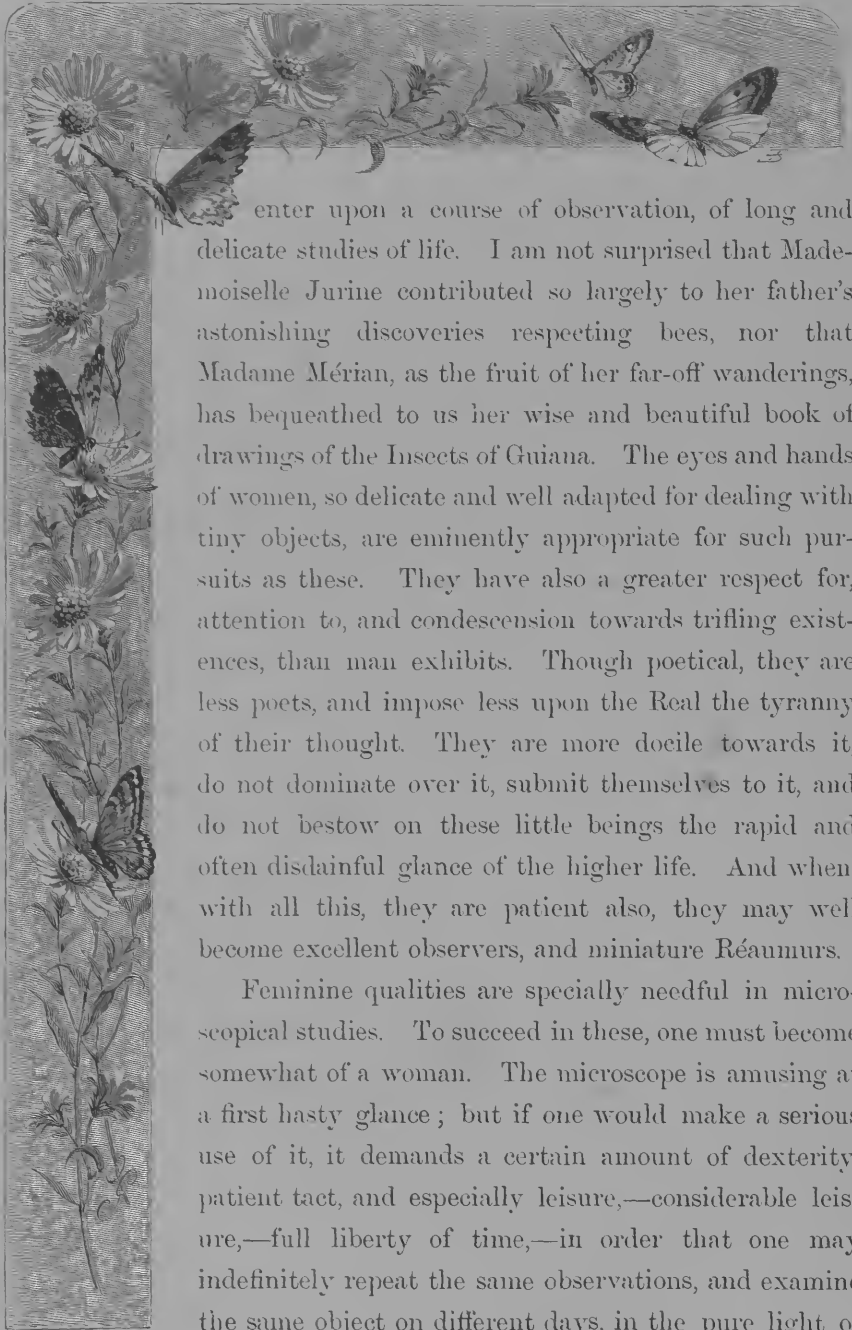 enter upon a course of observation, of long and
delicate studies of life. I am not surprised that Made-
moiselle Jurine contributed so largely to her father's
astonishing discoveries respecting bees, nor that
Madame Mérian, as the fruit of her far-off wanderings,
has bequeathed to us her wise and beautiful book of
drawings of the Insects of Guiana. The eyes and hands
of women, so delicate and well adapted for dealing with
tiny objects, are eminently appropriate for such pur-
suits as these. They have also a greater respect for,
attention to, and condescension towards trifling exist-
ences, than man exhibits. Though poetical, they are
less poets, and impose less upon the Real the tyranny
of their thought. They are more docile towards it
do not dominate over it, submit themselves to it, and
do not bestow on these little beings the rapid and
often disdainful glance of the higher life. And when
with all this, they are patient also, they may wel
become excellent observers, and miniature Réaumurs.
Feminine qualities are specially needful in micro-
scopical studies. To succeed in these, one must become
somewhat of a woman. The microscope is amusing a
a first hasty glance; but if one would make a serious
use of it, it demands a certain amount of dexterity
patient tact, and especially leisure,—considerable leis
ure,—full liberty of time,—in order that one may
indefinitely repeat the same observations, and examine
the same object on different days, in the pure light o